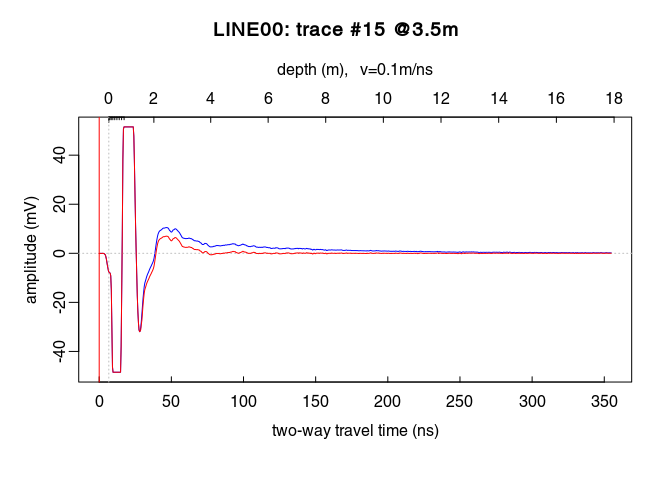 LINE00: trace #15 @3.5m
depth (m),  v=0.1m/ns
0 2 4 6 8 10 12 14 16 18
amplitude (mV)
40
20
0
-20
-40
0 50 100 150 200 250 300 350
two-way travel time (ns)